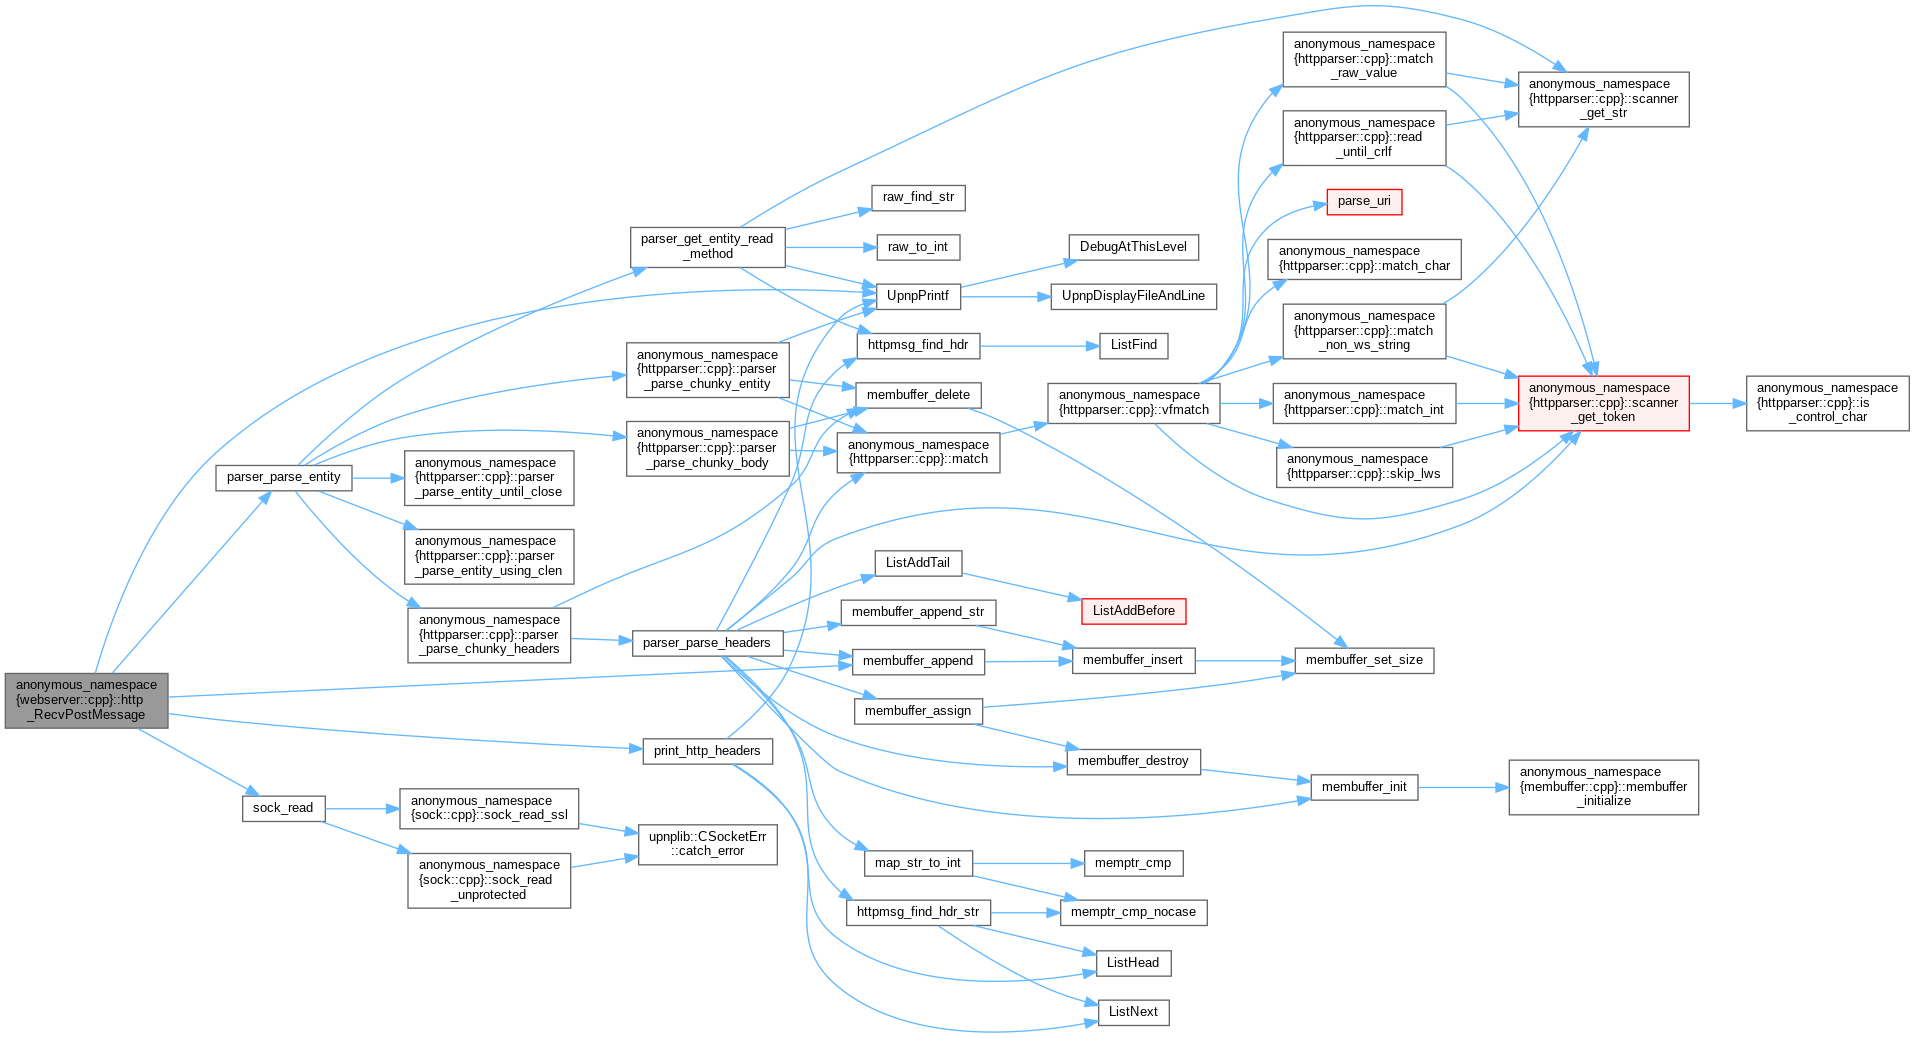 anonymous_namespace
{webserver::cpp}::http
_RecvPostMessage
parser_parse_entity
sock_read
anonymous_namespace
{httpparser::cpp}::parser
_parse_entity_until_close
anonymous_namespace
{httpparser::cpp}::parser
_parse_entity_using_clen
anonymous_namespace
{httpparser::cpp}::parser
_parse_chunky_headers
anonymous_namespace
{sock::cpp}::sock_read_ssl
anonymous_namespace
{sock::cpp}::sock_read
_unprotected
parser_get_entity_read
_method
anonymous_namespace
{httpparser::cpp}::parser
_parse_chunky_entity
anonymous_namespace
{httpparser::cpp}::parser
_parse_chunky_body
parser_parse_headers
print_http_headers
upnplib::CSocketErr
::catch_error
raw_find_str
raw_to_int
UpnpPrintf
httpmsg_find_hdr
membuffer_delete
anonymous_namespace
{httpparser::cpp}::match
ListAddTail
membuffer_append_str
membuffer_append
membuffer_assign
map_str_to_int
httpmsg_find_hdr_str
DebugAtThisLevel
UpnpDisplayFileAndLine
ListFind
anonymous_namespace
{httpparser::cpp}::vfmatch
ListAddBefore
membuffer_insert
membuffer_destroy
memptr_cmp
memptr_cmp_nocase
ListHead
ListNext
anonymous_namespace
{httpparser::cpp}::match
_raw_value
anonymous_namespace
{httpparser::cpp}::read
_until_crlf
parse_uri
anonymous_namespace
{httpparser::cpp}::match_char
anonymous_namespace
{httpparser::cpp}::match
_non_ws_string
anonymous_namespace
{httpparser::cpp}::match_int
anonymous_namespace
{httpparser::cpp}::skip_lws
membuffer_set_size
membuffer_init
anonymous_namespace
{httpparser::cpp}::scanner
_get_str
anonymous_namespace
{httpparser::cpp}::scanner
_get_token
anonymous_namespace
{membuffer::cpp}::membuffer
_initialize
anonymous_namespace
{httpparser::cpp}::is
_control_char